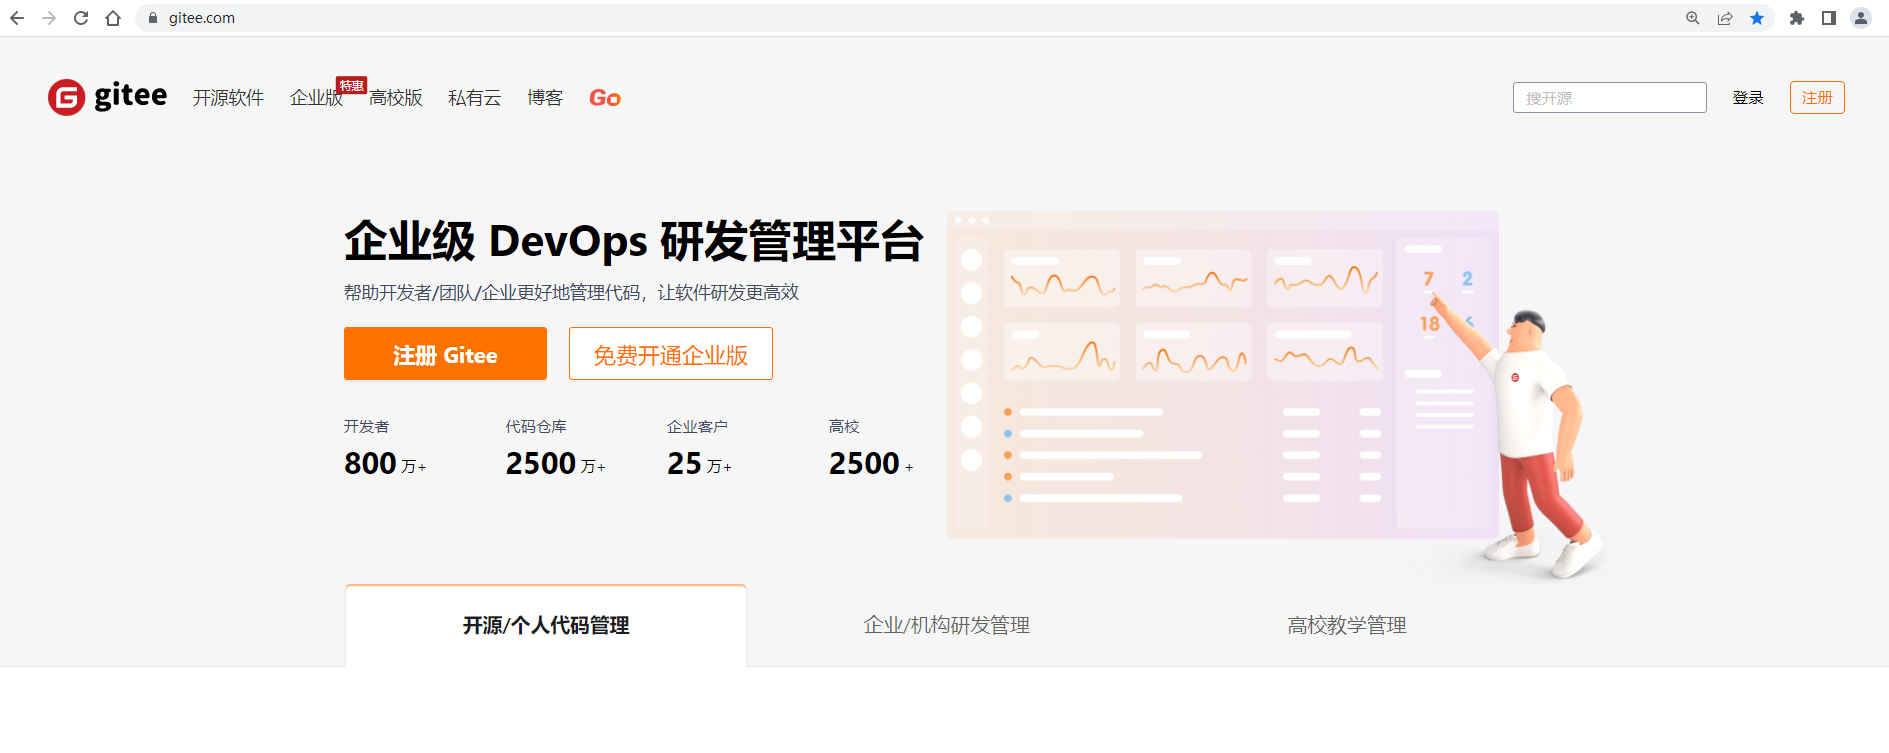 gitee.com
gitee 开源软件 企业版 特惠 高校版 私有云 博客 Go 搜开源 登录 注册
企业级 DevOps 研发管理平台
帮助开发者/团队/企业更好地管理代码，让软件研发更高效
注册 Gitee 免费开通企业版
开发者 代码仓库 企业客户 高校
800 万+ 2500 万+ 25 万+ 2500 +
7 2
18 6
开源/个人代码管理 企业/机构研发管理 高校教学管理